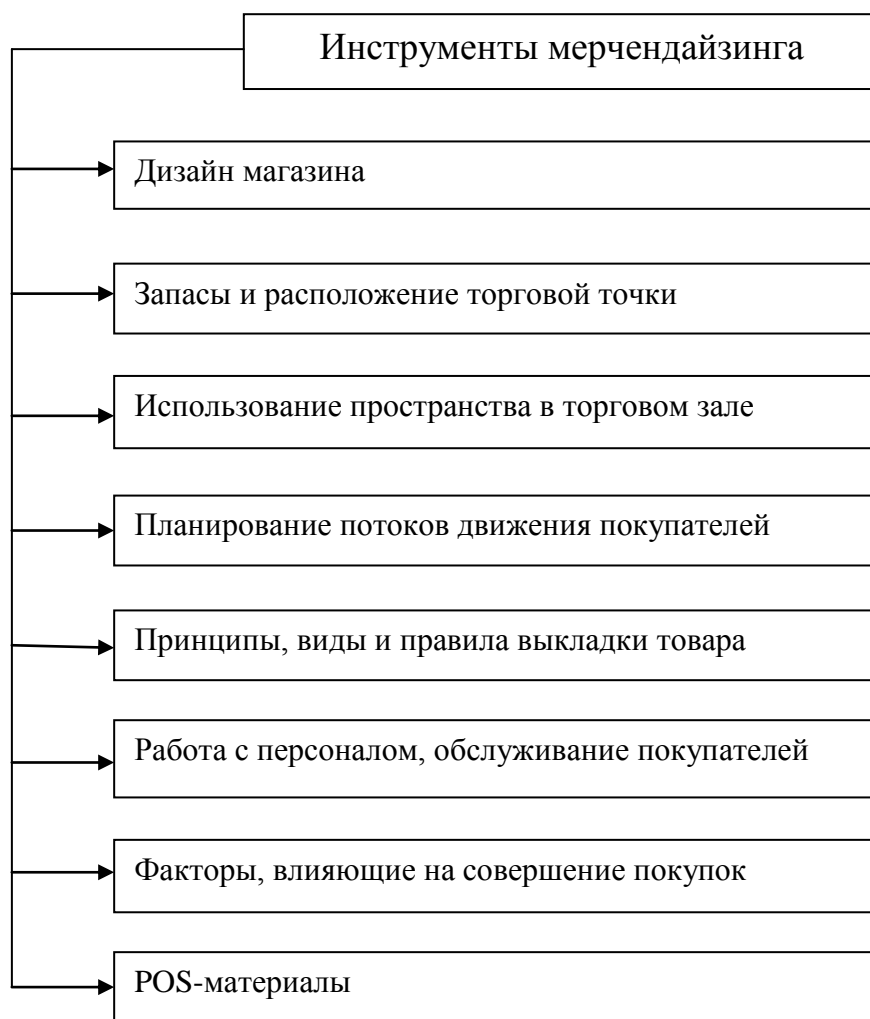 Инструменты мерчендайзинга
Дизайн магазина
Запасы и расположение торговой точки
Использование пространства в торговом зале
Планирование потоков движения покупателей
Принципы, виды и правила выкладки товара
Работа с персоналом, обслуживание покупателей
Факторы, влияющие на совершение покупок
POS-материалы